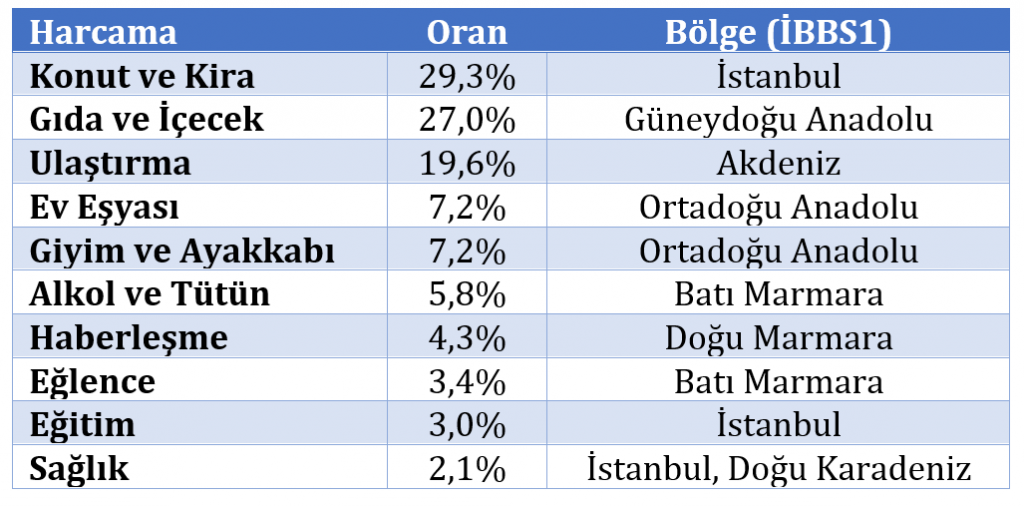 Harcama Oran Bölge (İBBS1)
Konut ve Kira 29,3% İstanbul
Gıda ve İçecek 27,0% Güneydoğu Anadolu
Ulaştırma 19,6% Akdeniz
Ev Eşyası 7,2% Ortadoğu Anadolu
Giyim ve Ayakkabı 7,2% Ortadoğu Anadolu
Alkol ve Tütün 5,8% Batı Marmara
Haberleşme 4,3% Doğu Marmara
Eğlence 3,4% Batı Marmara
Eğitim 3,0% İstanbul
Sağlık 2,1% İstanbul, Doğu Karadeniz